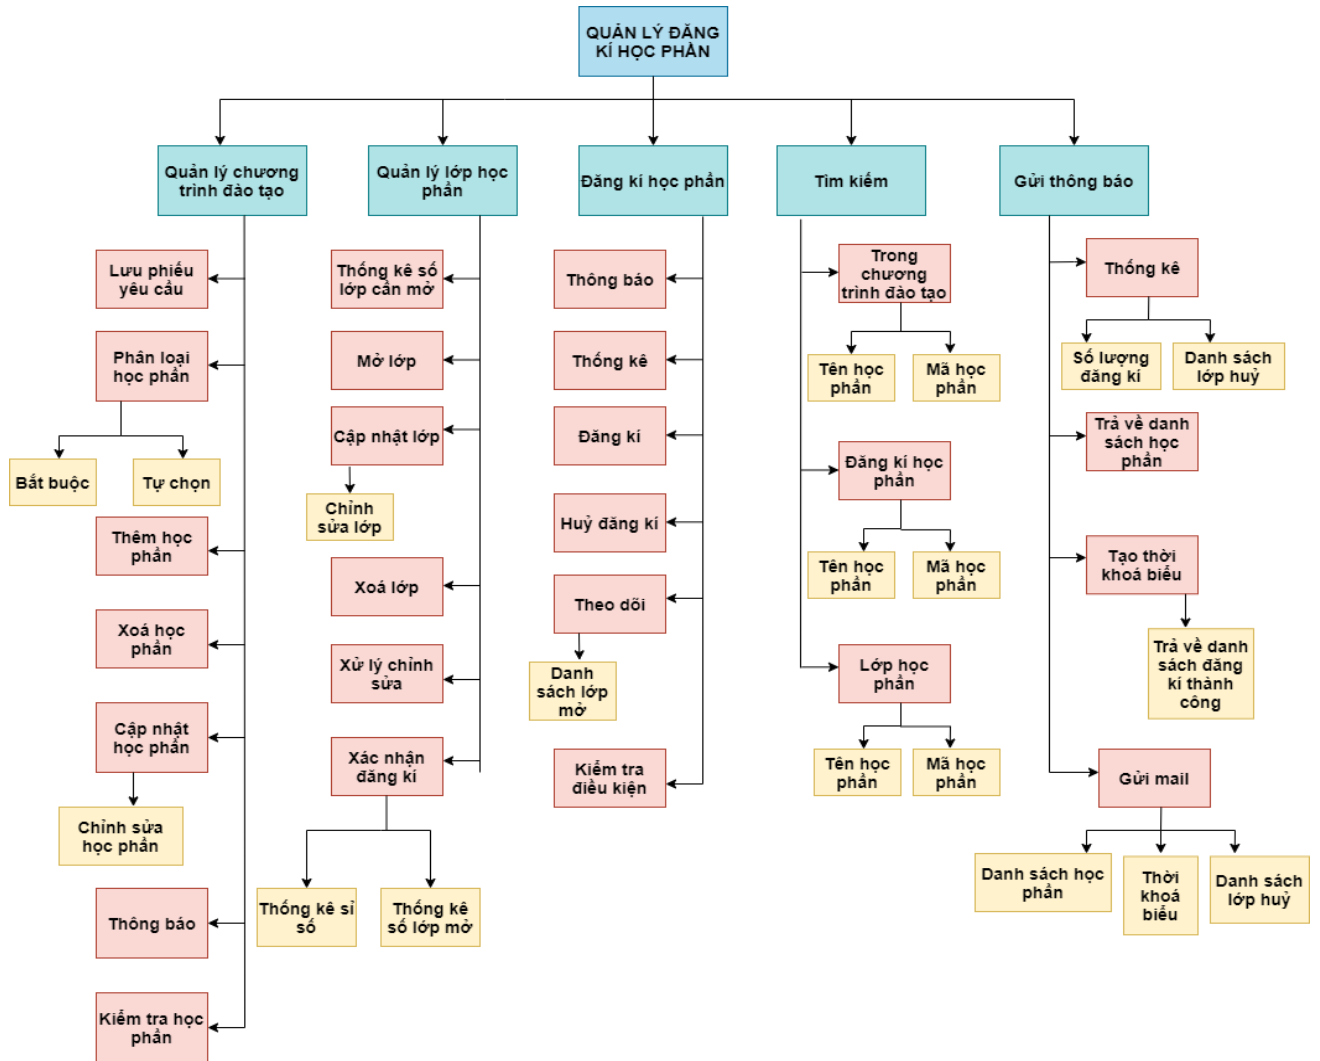 QUẢN LÝ ĐĂNG
KÍ HỌC PHẦN
Quản lý chương
trình đào tạo
Quản lý lớp học
phần
Đăng kí học phần
Tìm kiếm
Gửi thông báo
Lưu phiếu
yêu cầu
Phân loại
học phần
Bắt buộc
Tự chọn
Thêm học
phần
Xoá học
phần
Cập nhật
học phần
Chỉnh sửa
học phần
Thông báo
Kiểm tra học
phần
Thống kê số
lớp cần mở
Mở lớp
Cập nhật lớp
Chỉnh
sửa lớp
Xoá lớp
Xử lý chỉnh
sửa
Xác nhận
đăng kí
Thống kê sỉ
số
Thống kê
số lớp mở
Thông báo
Thống kê
Đăng kí
Huỷ đăng kí
Theo dõi
Danh
sách lớp
mở
Kiểm tra
điều kiện
Trong
chương
trình đào tạo
Tên học
phần
Mã học
phần
Đăng kí học
phần
Tên học
phần
Mã học
phần
Lớp học
phần
Tên học
phần
Mã học
phần
Thống kê
Số lượng
đăng kí
Danh sách
lớp huỷ
Trả về danh
sách học
phần
Tạo thời
khoá biểu
Trả về danh
sách đăng
kí thành
công
Gửi mail
Danh sách học
phần
Thời
khoá
biểu
Danh sách
lớp huỷ